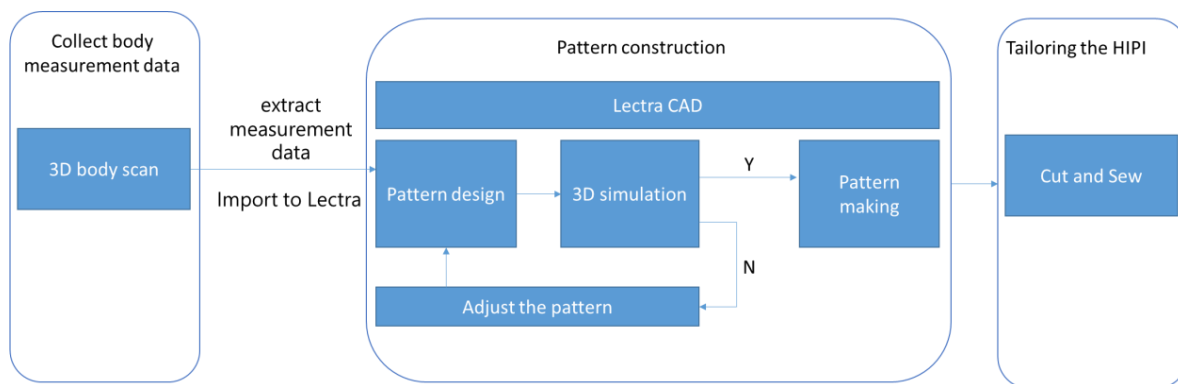 Collect body
measurement data
3D body scan
extract
measurement
data
Import to Lectra
Pattern construction
Lectra CAD
Pattern design
3D simulation
Y
N
Pattern
making
Adjust the pattern
Tailoring the HIPI
Cut and Sew